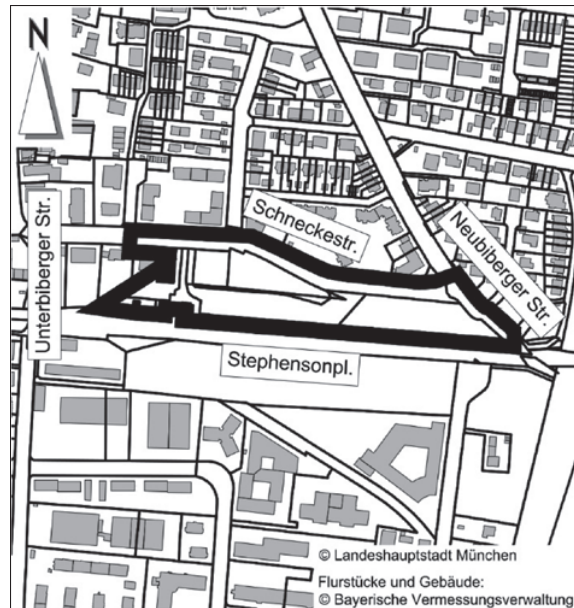 N
Unterbiberger Str.
Schneckestr.
Neubiberger Str.
Stephensonpl.
© Landeshauptstadt München
Flurstücke und Gebäude:
© Bayerische Vermessungsverwaltung